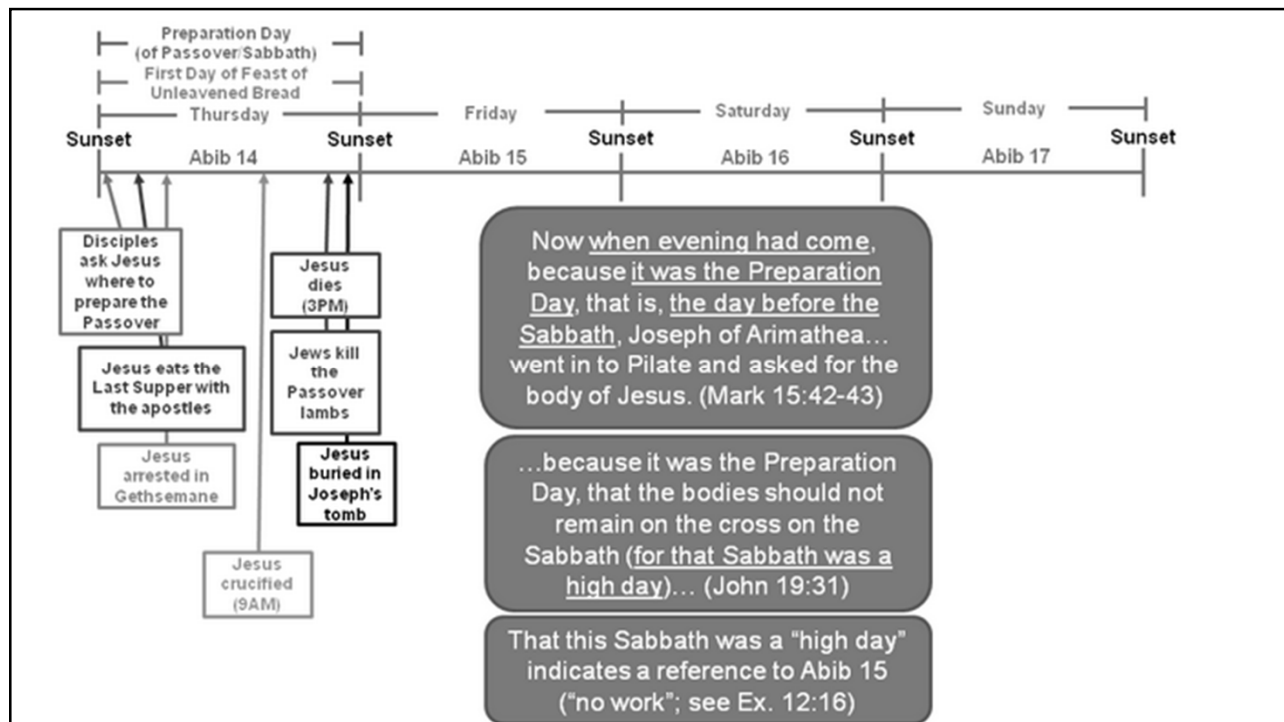 Preparation Day
(of Passover/Sabbath)
First Day of Feast of
Unleavened Bread
Thursday
Friday
Saturday
Sunday
Sunset
Sunset
Sunset
Sunset
Sunset
Abib 14
Abib 15
Abib 16
Abib 17
Disciples
ask Jesus
where to
prepare the
Passover
Jesus eats the
Last Supper with
the apostles
Jesus
arrested in
Gethsemane
Jesus
crucified
(9AM)
Jesus
dies
(3PM)
Jews kill
the
Passover
lambs
Jesus
buried in
Joseph's
tomb
Now when evening had come,
because it was the Preparation
Day, that is, the day before the
Sabbath, Joseph of Arimathea…
went in to Pilate and asked for the
body of Jesus. (Mark 15:42-43)
…because it was the Preparation
Day, that the bodies should not
remain on the cross on the
Sabbath (for that Sabbath was a
high day)… (John 19:31)
That this Sabbath was a “high day”
indicates a reference to Abib 15
(“no work”; see Ex. 12:16)